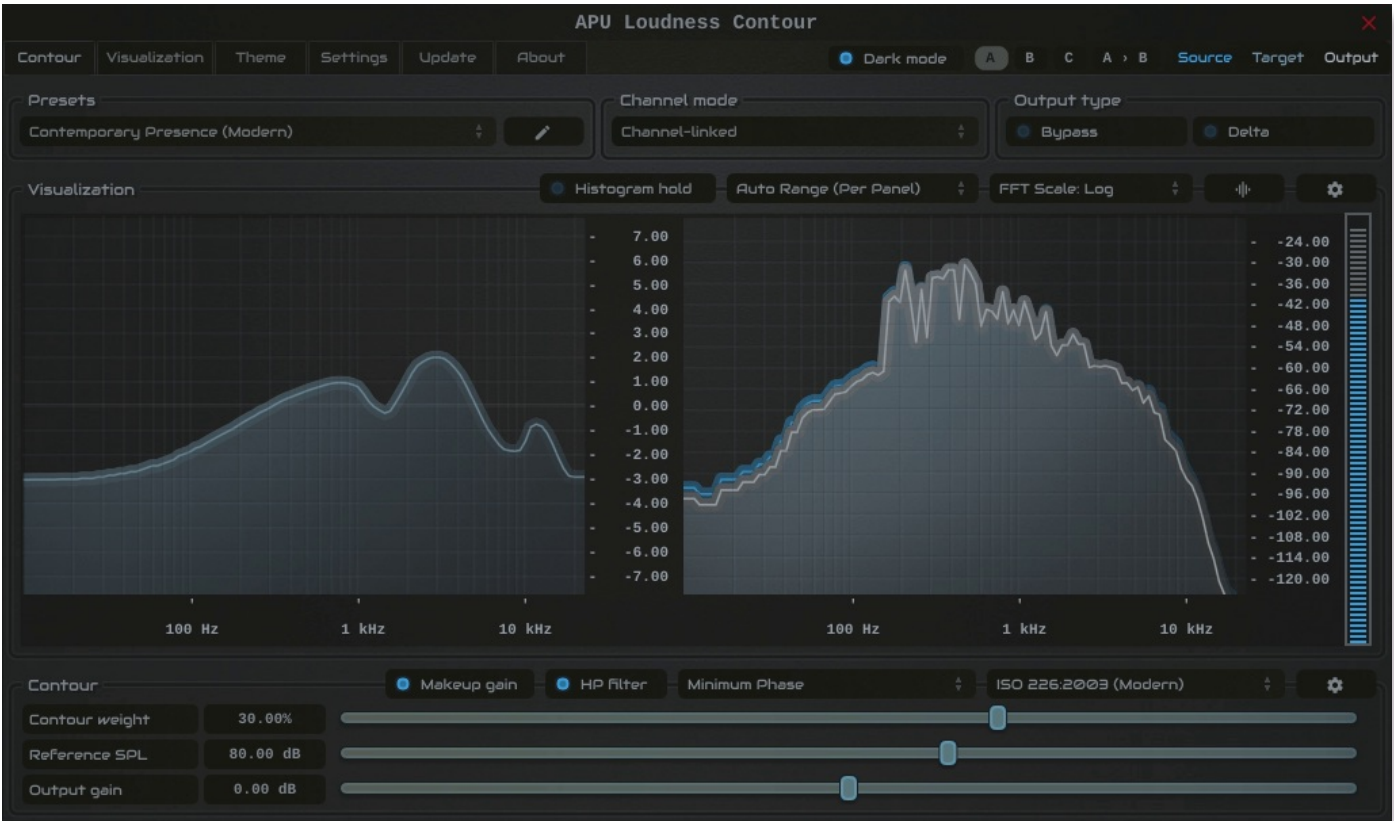 APU Loudness Contour
Contour Visualization Theme Settings Update About Dark mode A B C A › B Source Target Output
Presets Channel mode Output type
Contemporary Presence (Modern) Channel-linked Bypass Delta
Visualization Histogram hold Auto Range (Per Panel) FFT Scale: Log
- 7.00
- 6.00
- 5.00
- 4.00
- 3.00
- 2.00
- 1.00
- 0.00
- -1.00
- -2.00
- -3.00
- -4.00
- -5.00
- -6.00
- -7.00
100 Hz 1 kHz 10 kHz
- -24.00
- -30.00
- -36.00
- -42.00
- -48.00
- -54.00
- -60.00
- -66.00
- -72.00
- -78.00
- -84.00
- -90.00
- -96.00
- -102.00
- -108.00
- -114.00
- -120.00
100 Hz 1 kHz 10 kHz
Contour Makeup gain HP filter Minimum Phase ISO 226:2003 (Modern)
Contour weight 30.00%
Reference SPL 80.00 dB
Output gain 0.00 dB